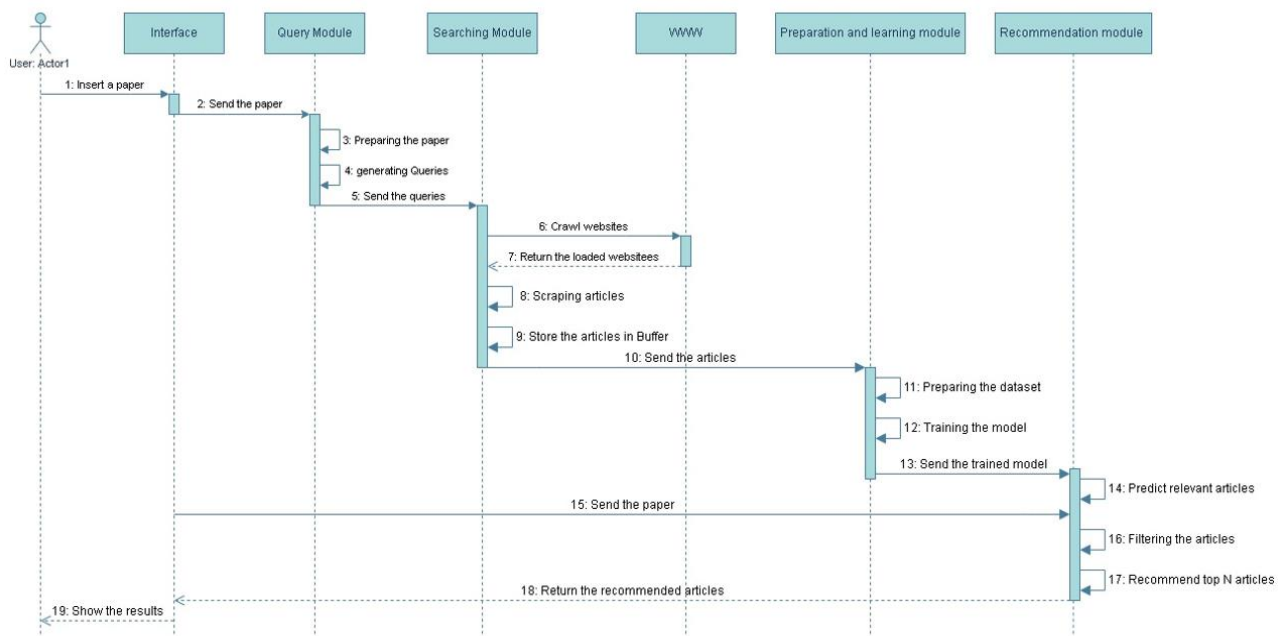 Interface
Query Module
Searching Module
WWW
Preparation and learning module
Recommendation module
User: Actor1
1: Insert a paper
2: Send the paper
3: Preparing the paper
4: generating Queries
5: Send the queries
6: Crawl websites
7: Return the loaded websitees
8: Scraping articles
9: Store the articles in Buffer
10: Send the articles
11: Preparing the dataset
12: Training the model
13: Send the trained model
14: Predict relevant articles
15: Send the paper
16: Filtering the articles
17: Recommend top N articles
18: Return the recommended articles
19: Show the results